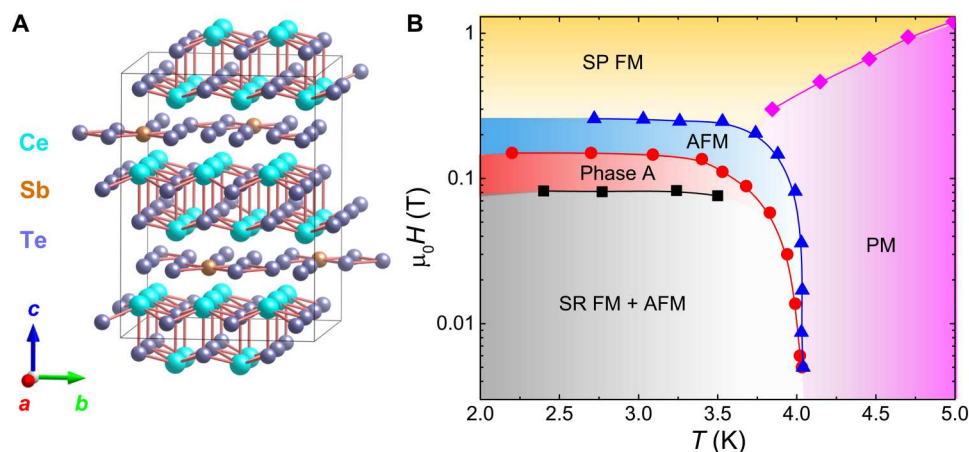 A
Ce
Sb
Te
c
a
b
B
μ₀H (T)
1
0.1
0.01
SP FM
AFM
Phase A
PM
SR FM + AFM
2.0 2.5 3.0 3.5 4.0 4.5 5.0
T (K)